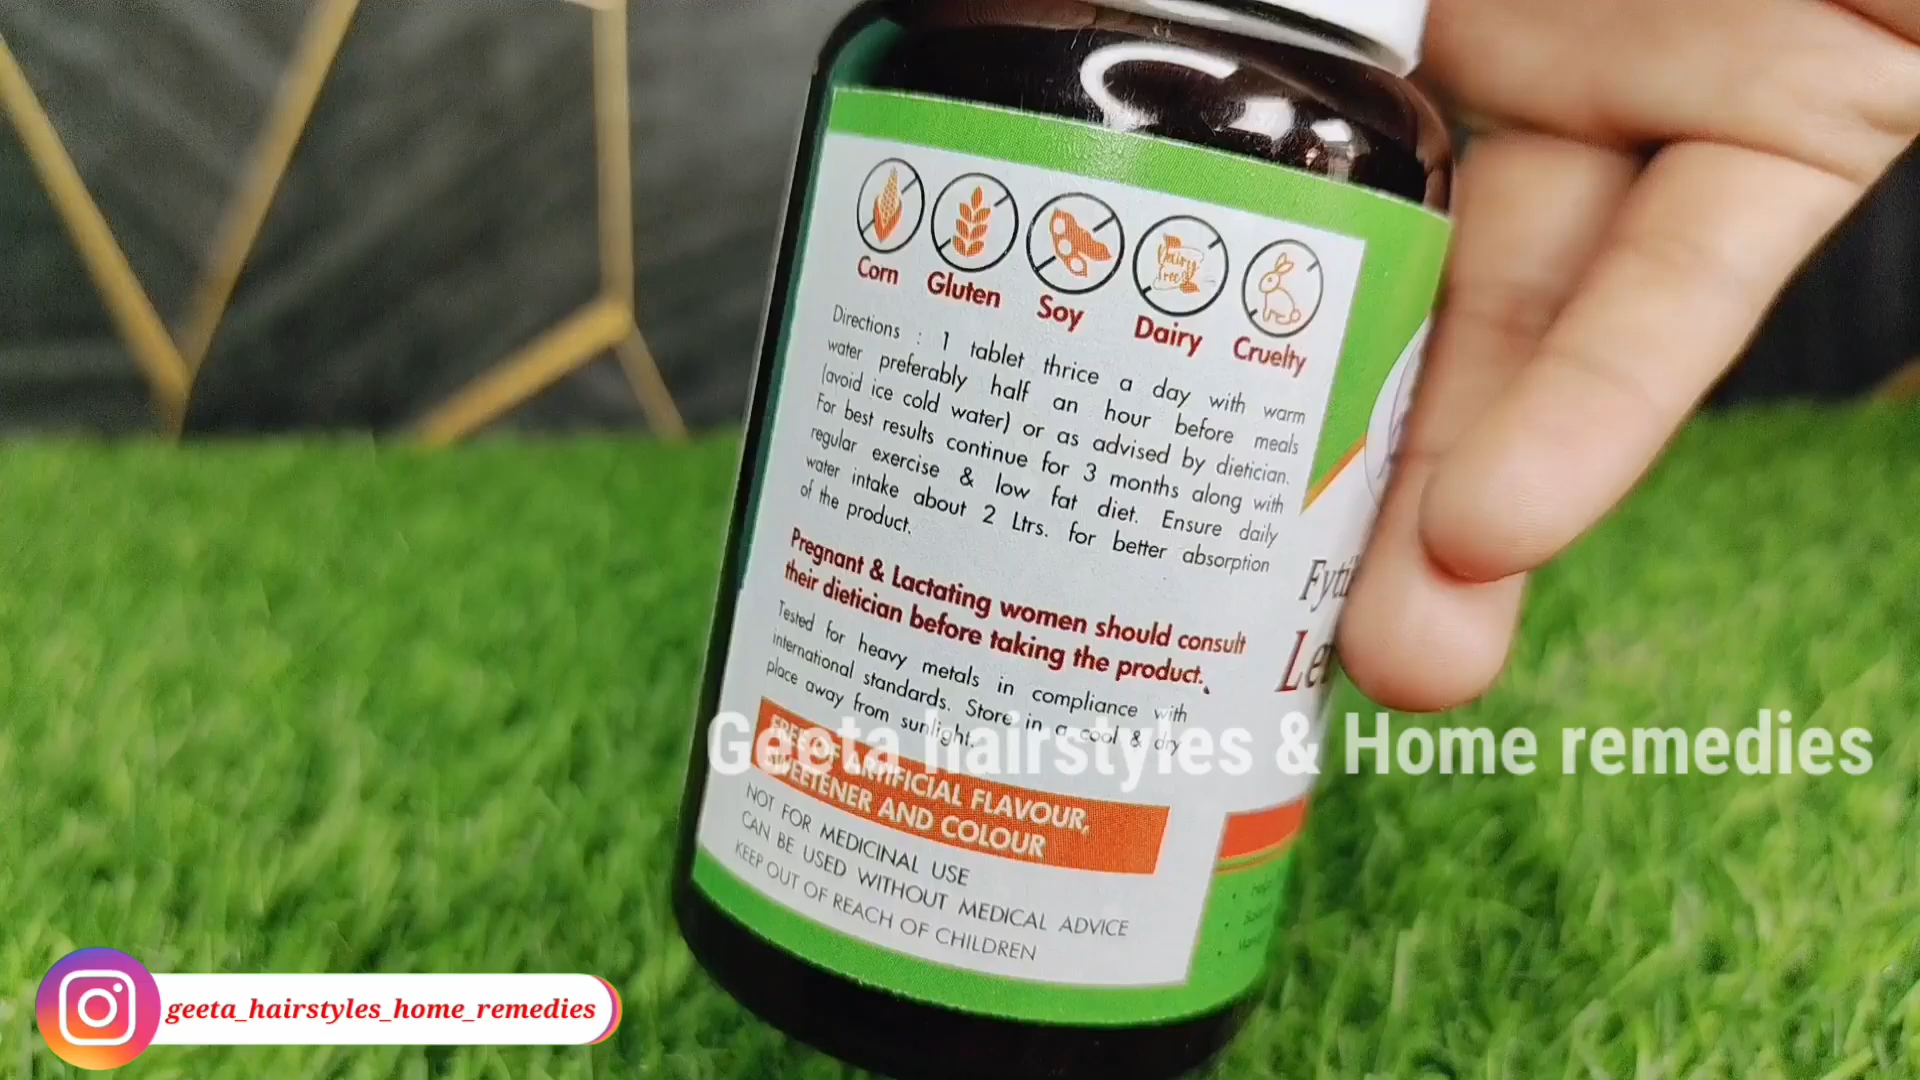 Dairy
free
Corn Gluten Soy Dairy Cruelty
Directions : 1 tablet thrice a day with warm
water preferably half an hour before meals
(avoid ice cold water) or as advised by dietician.
For best results continue for 3 months along with
regular exercise & low fat diet. Ensure daily
water intake about 2 Ltrs. for better absorption
of the product.
Pregnant & Lactating women should consult
their dietician before taking the product.
Tested for heavy metals in compliance with
international standards. Store in a cool & dry
place away from sunlight.
FREE OF ARTIFICIAL FLAVOUR,
SWEETENER AND COLOUR
NOT FOR MEDICINAL USE
CAN BE USED WITHOUT MEDICAL ADVICE
KEEP OUT OF REACH OF CHILDREN
Geeta hairstyles & Home remedies
geeta_hairstyles_home_remedies